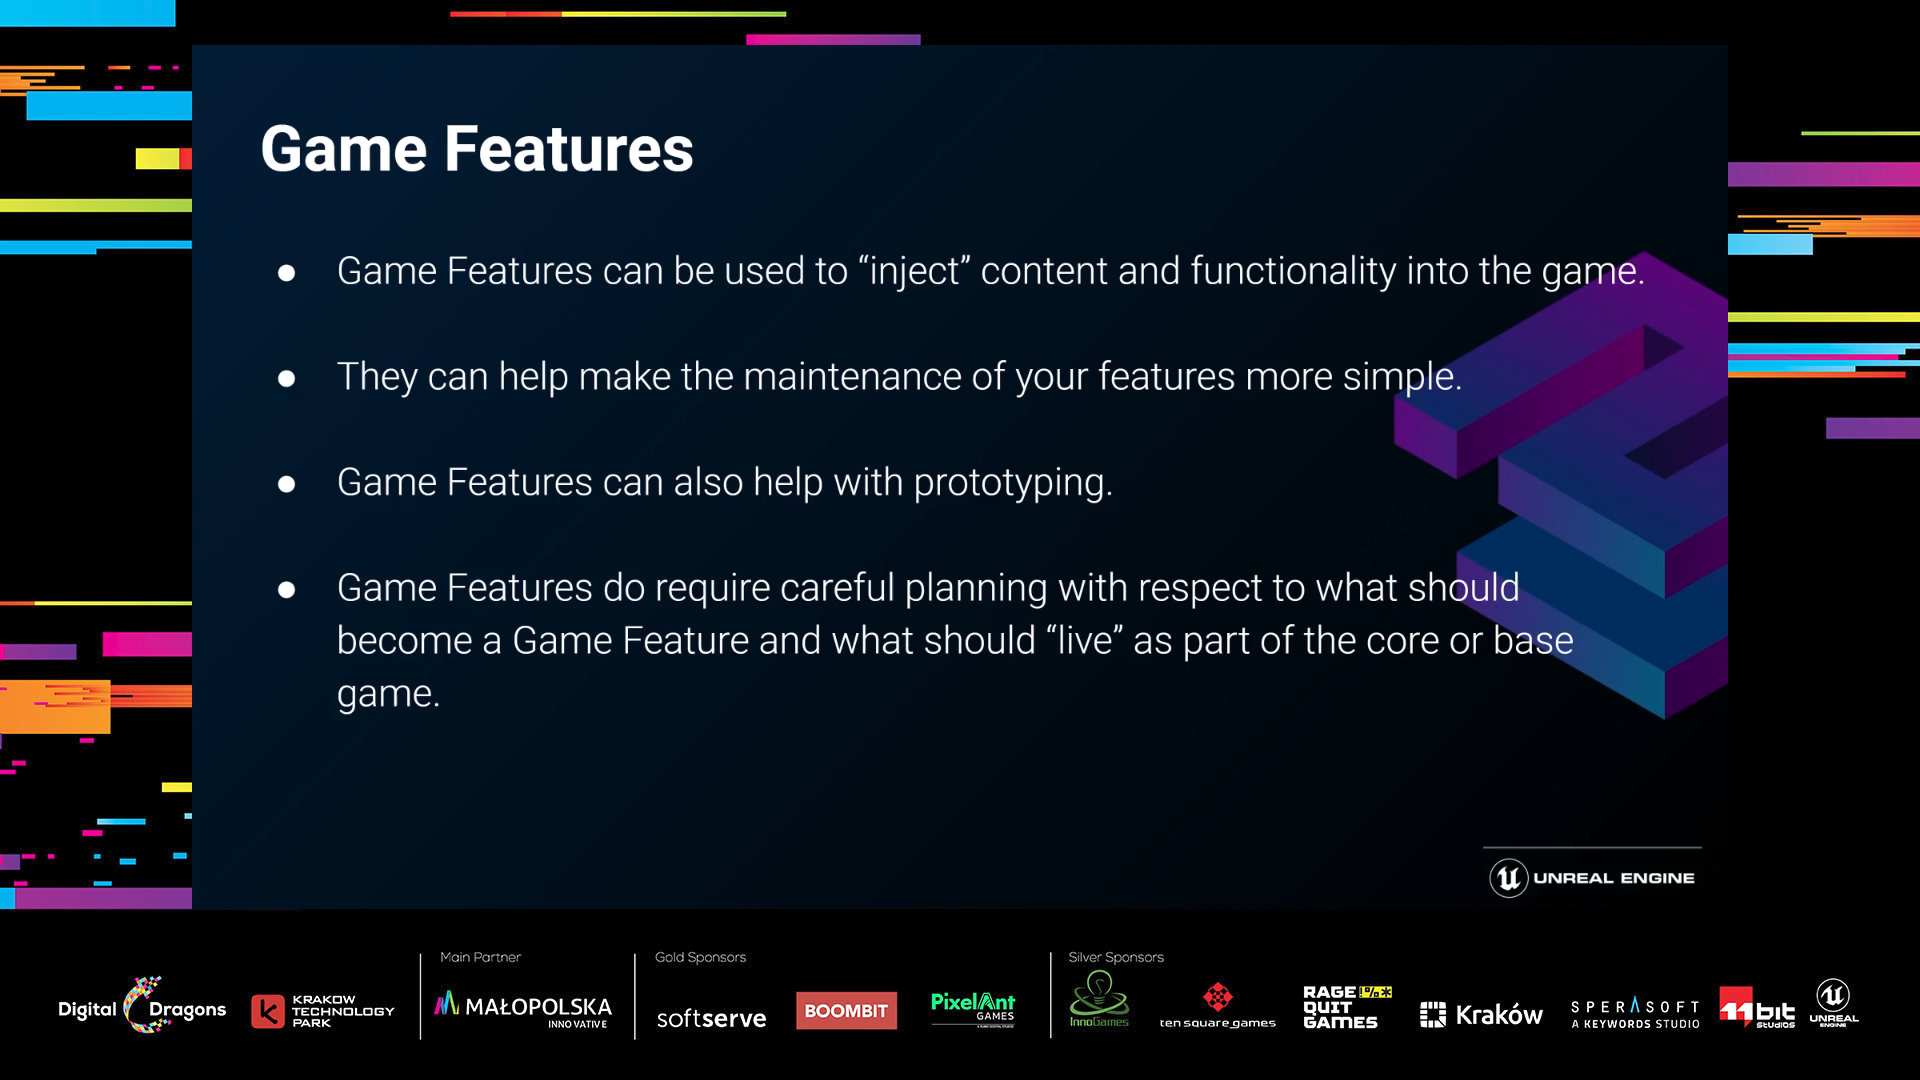 Game Features
● Game Features can be used to “inject” content and functionality into the game.
● They can help make the maintenance of your features more simple.
● Game Features can also help with prototyping.
● Game Features do require careful planning with respect to what should
become a Game Feature and what should “live” as part of the core or base
game.
UNREAL ENGINE
Main Partner
Gold Sponsors
Silver Sponsors
Digital Dragons
KRAKOW
TECHNOLOGY
PARK
MAŁOPOLSKA
INNOVATIVE
softserve
BOOMBIT
PixelAnt
GAMES
InnoGames
ten square games
RAGE !%*
QUIT
GAMES
Kraków
SPERASOFT
A KEYWORDS STUDIO
11bit
studios
UNREAL
ENGINE